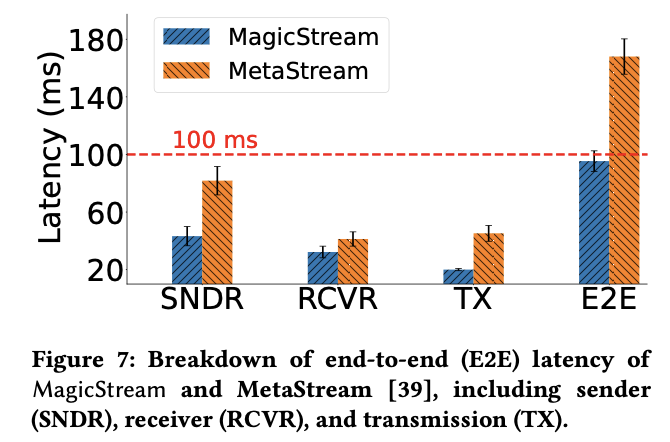 180
140
100
60
20
Latency (ms)
MagicStream
MetaStream
100 ms
SNDR
RCVR
TX
E2E
Figure 7: Breakdown of end-to-end (E2E) latency of
MagicStream and MetaStream [39], including sender
(SNDR), receiver (RCVR), and transmission (TX).